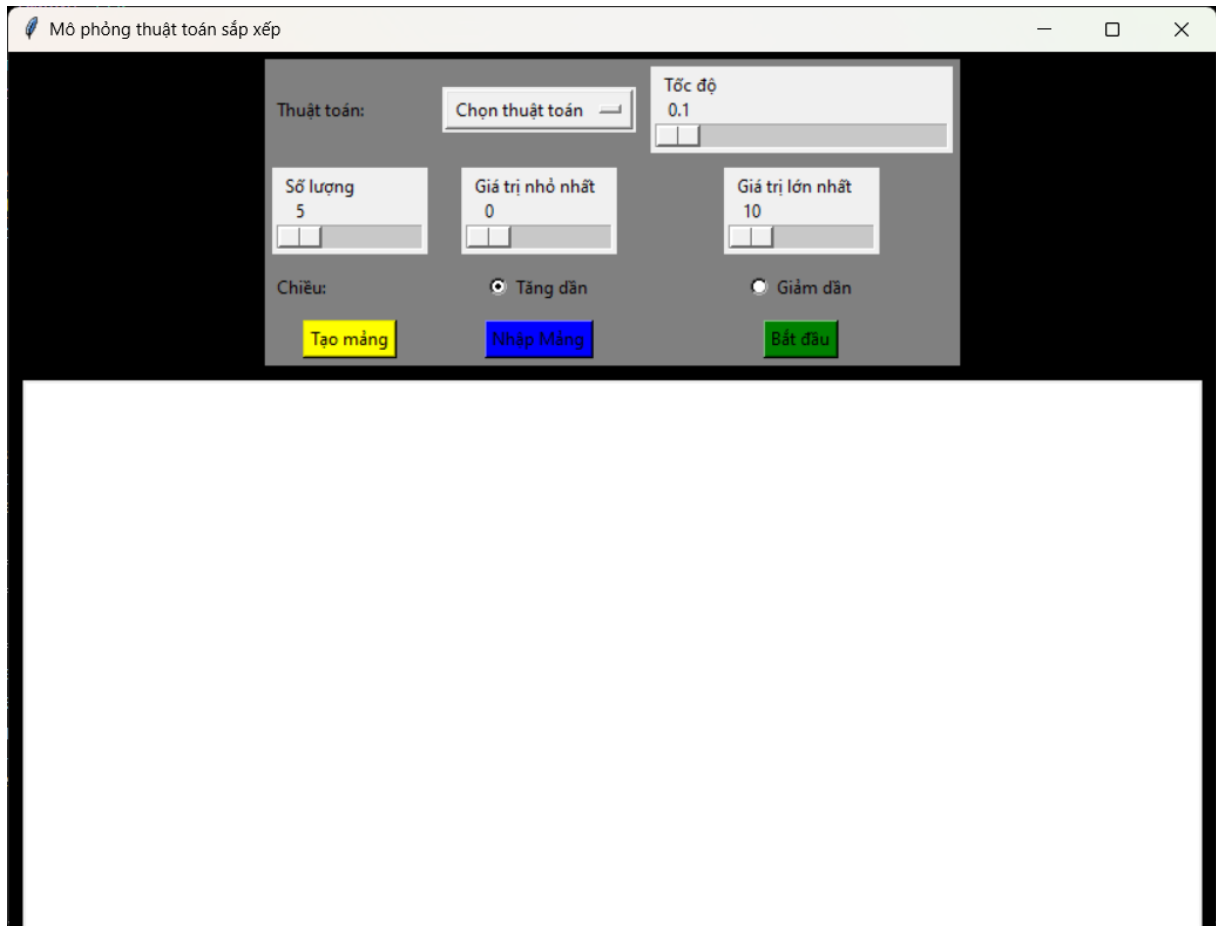 Mô phỏng thuật toán sắp xếp
Thuật toán:
Chọn thuật toán
Tốc độ
0.1
Số lượng
5
Giá trị nhỏ nhất
0
Giá trị lớn nhất
10
Chiều:
Tăng dần
Giảm dần
Tạo mảng
Nhập Mảng
Bắt đầu